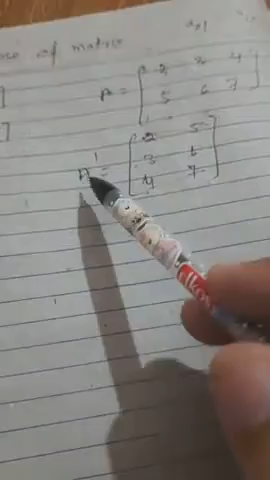 of matrix
A = [2 3 4
5 6 7]
A' = [2 5
3 6
4 7]